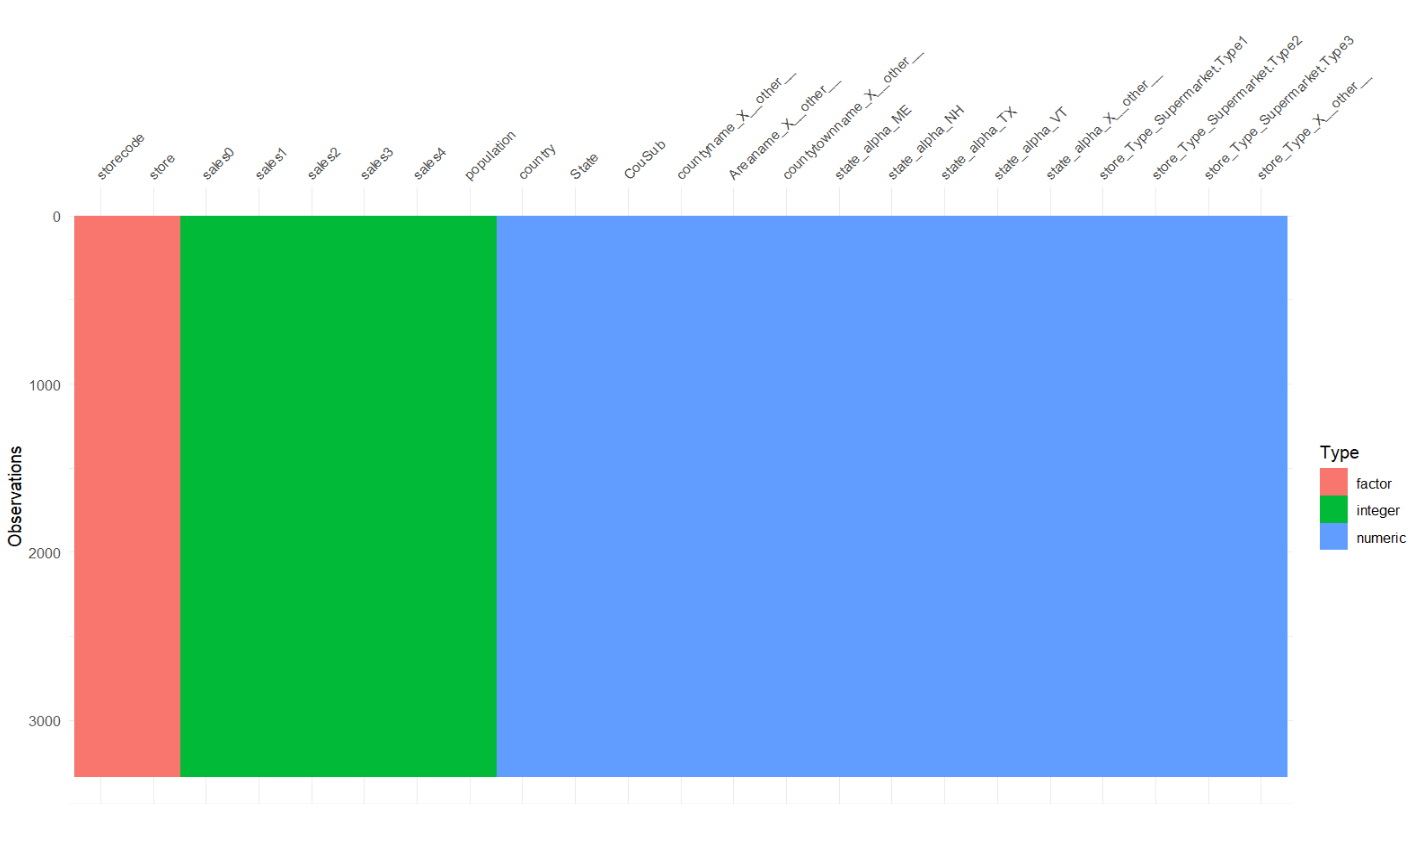 storecode
store
sales0
sales1
sales2
sales3
sales4
population
country
State
CouSub
countyname_X__other__
Areaname_X__other__
countytownname_X__other__
state_alpha_ME
state_alpha_NH
state_alpha_TX
state_alpha_VT
state_alpha_X__other__
store_Type_Supermarket.Type1
store_Type_Supermarket.Type2
store_Type_Supermarket.Type3
store_Type_X__other__
0
1000
2000
3000
Observations
Type
factor
integer
numeric